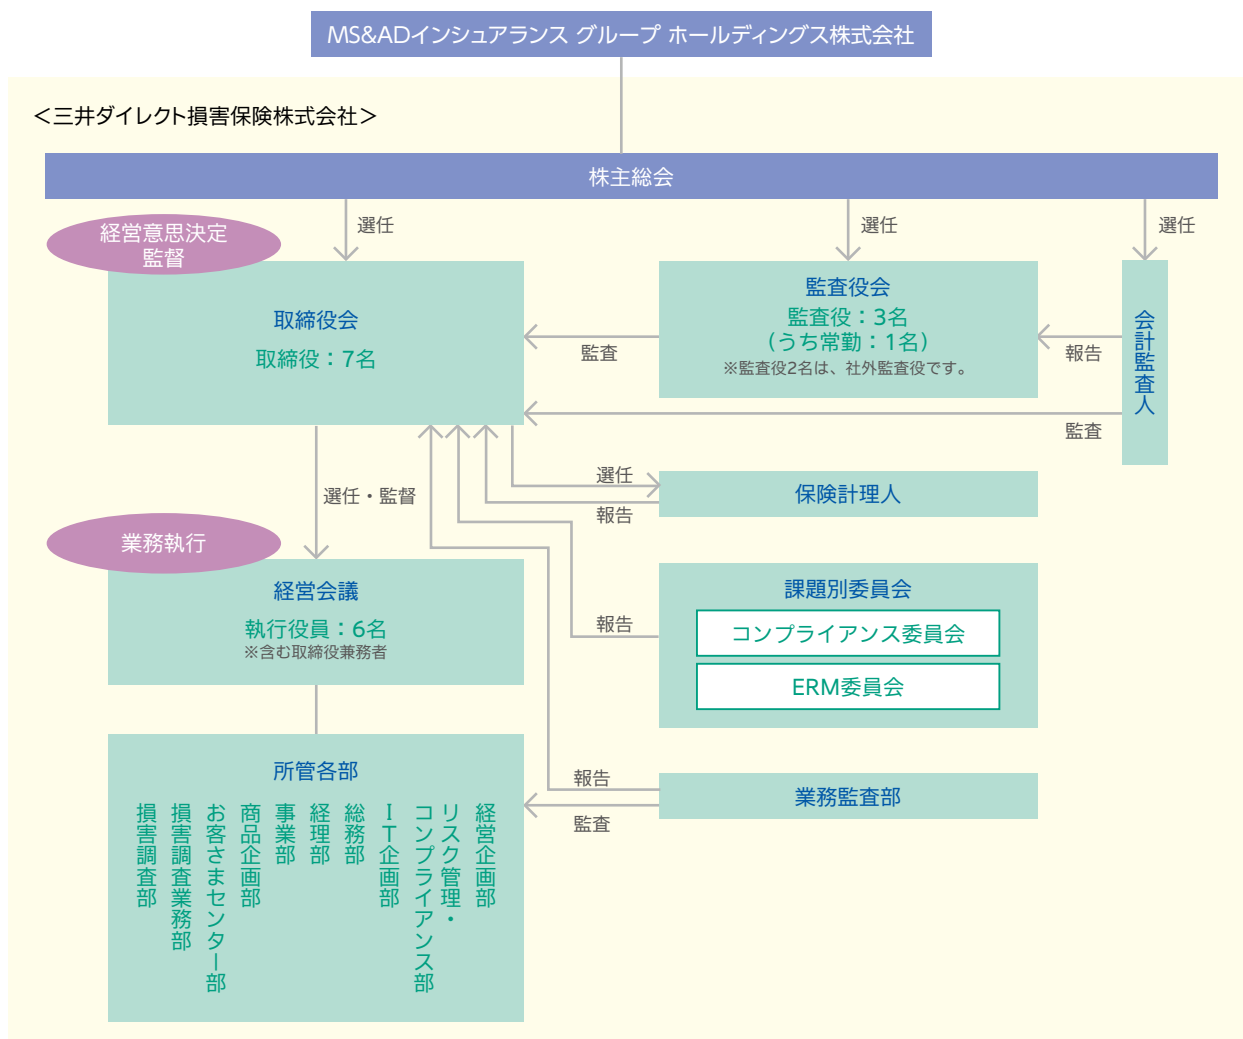 MS&ADインシュアランス グループ ホールディングス株式会社
＜三井ダイレクト損害保険株式会社＞
株主総会
選任
選任
選任
経営意思決定
監督
取締役会
取締役：7名
監査
監査役会
監査役：3名
（うち常勤：1名）
※監査役2名は、社外監査役です。
報告
会計監査人
監査
選任・監督
選任
報告
保険計理人
業務執行
経営会議
執行役員：6名
※含む取締役兼務者
報告
課題別委員会
コンプライアンス委員会
ERM委員会
所管各部
経営企画部
リスク管理・
コンプライアンス部
IT企画部
総務部
経理部
事業部
商品企画部
お客さまセンター部
損害調査業務部
損害調査部
報告
監査
業務監査部